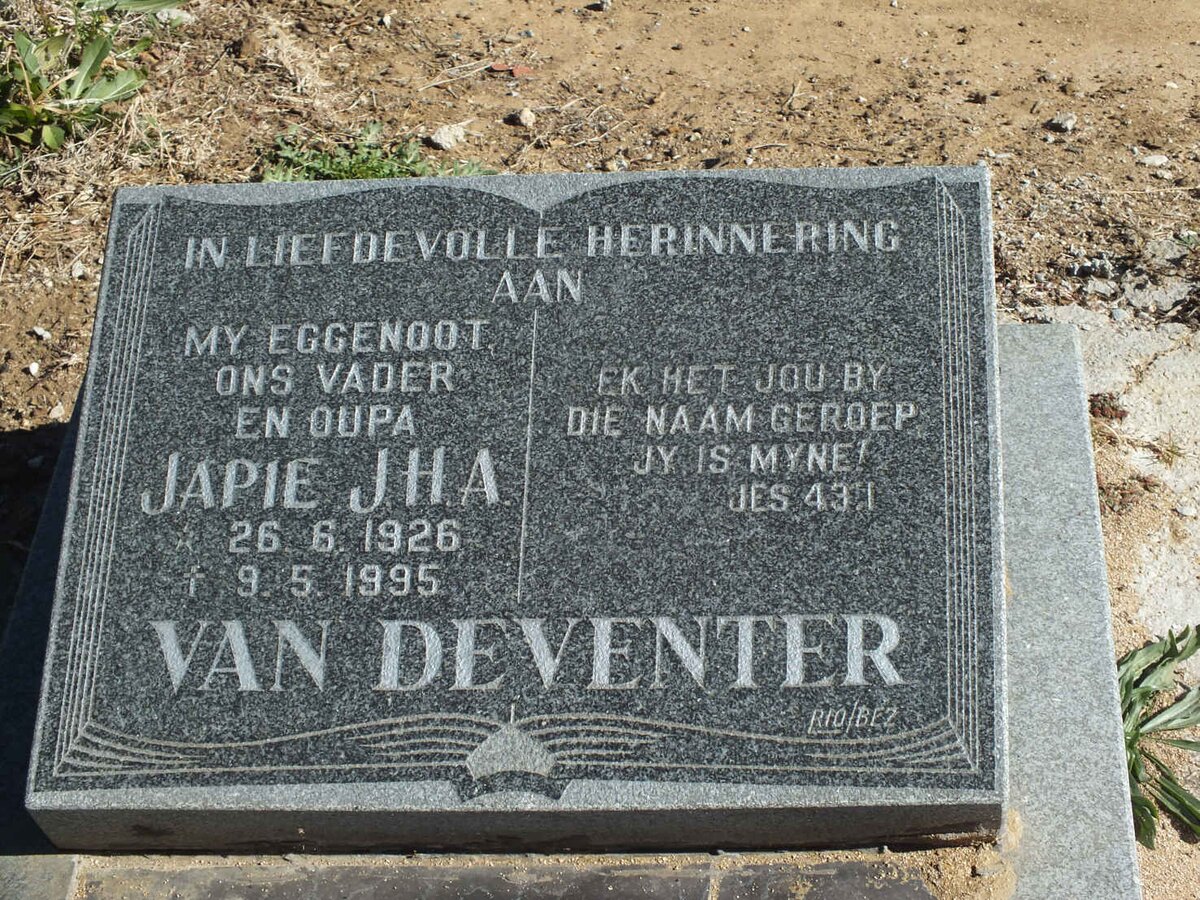 IN LIEFDEVOLLE HERINNERING
AAN
MY EGGENOOT,
ONS VADER
EN OUPA
JAPIE J.H.A.
* 26. 6. 1926
† 9. 5. 1995
EK HET JOU BY
DIE NAAM GEROEP,
JY IS MYNE!
JES 43:1
VAN DEVENTER
RIO/BEZ